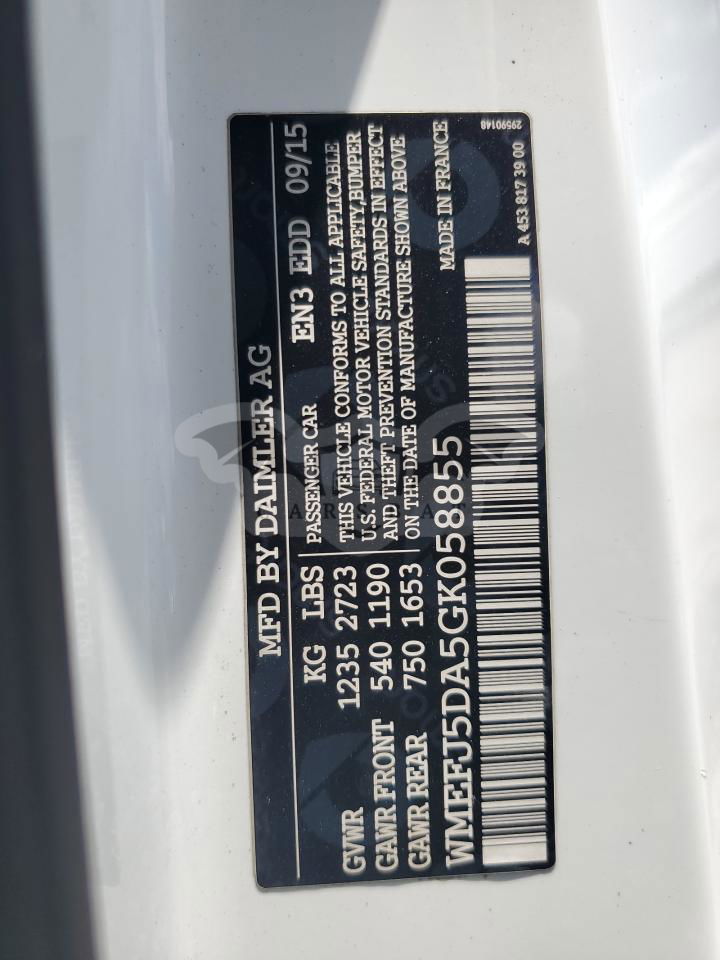 MFD BY DAIMLER AG
KG LBS PASSENGER CAR EN3 EDD 09/15
GVWR 1235 2723 THIS VEHICLE CONFORMS TO ALL APPLICABLE
U.S. FEDERAL MOTOR VEHICLE SAFETY,BUMPER
GAWR FRONT 540 1190 AND THEFT PREVENTION STANDARDS IN EFFECT
GAWR REAR 750 1653 ON THE DATE OF MANUFACTURE SHOWN ABOVE
WMEFJ5DA5GK058855 MADE IN FRANCE
29590148
A 453 817 39 00